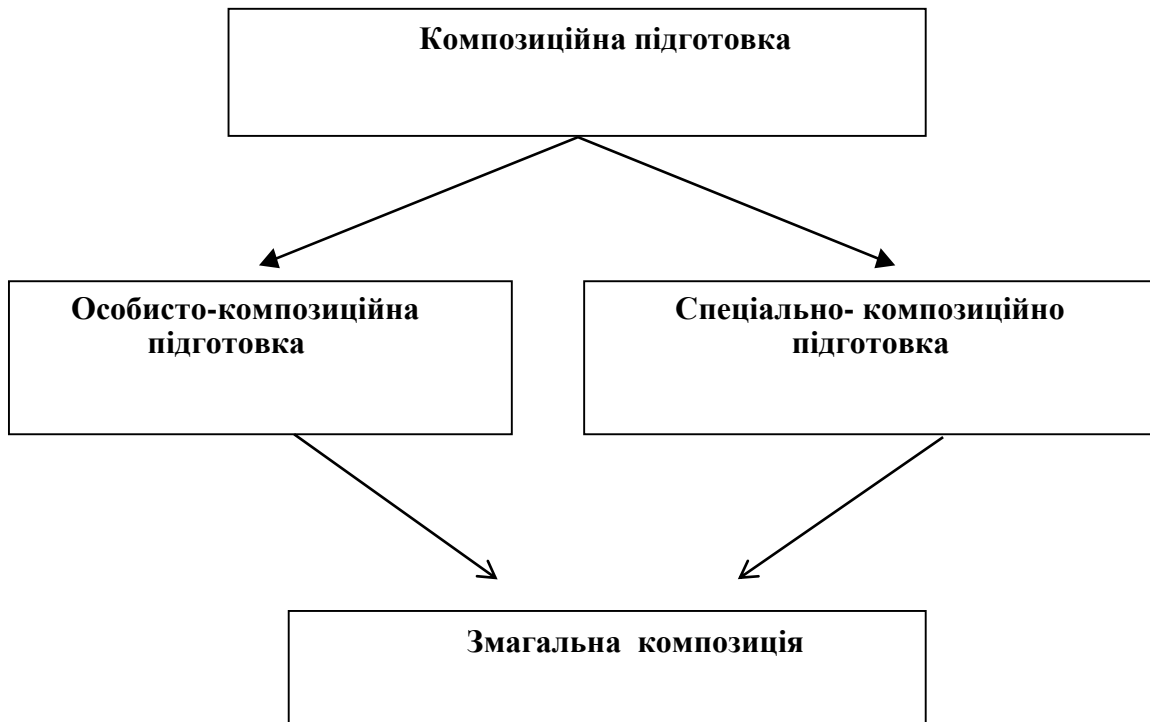 Композиційна підготовка
Особисто-композиційна
підготовка
Спеціально- композиційно
підготовка
Змагальна композиція